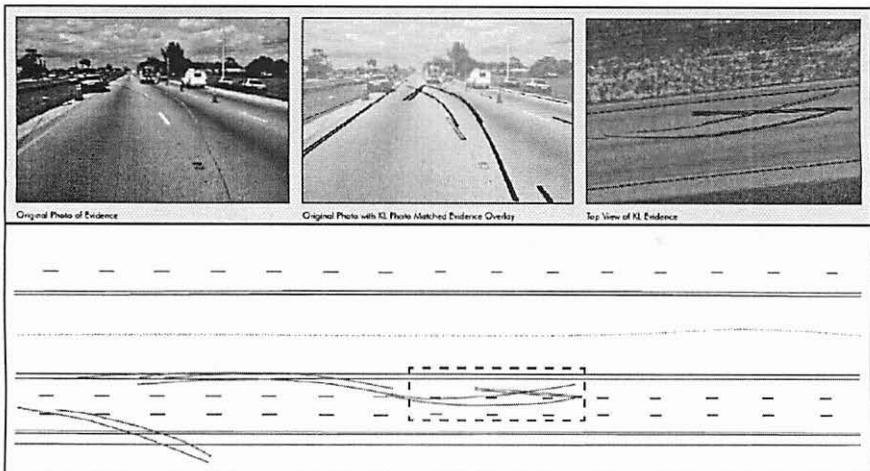 Original Photo of Evidence
Original Photo with KL Photo Matched Evidence Overlay
Top View of KL Evidence